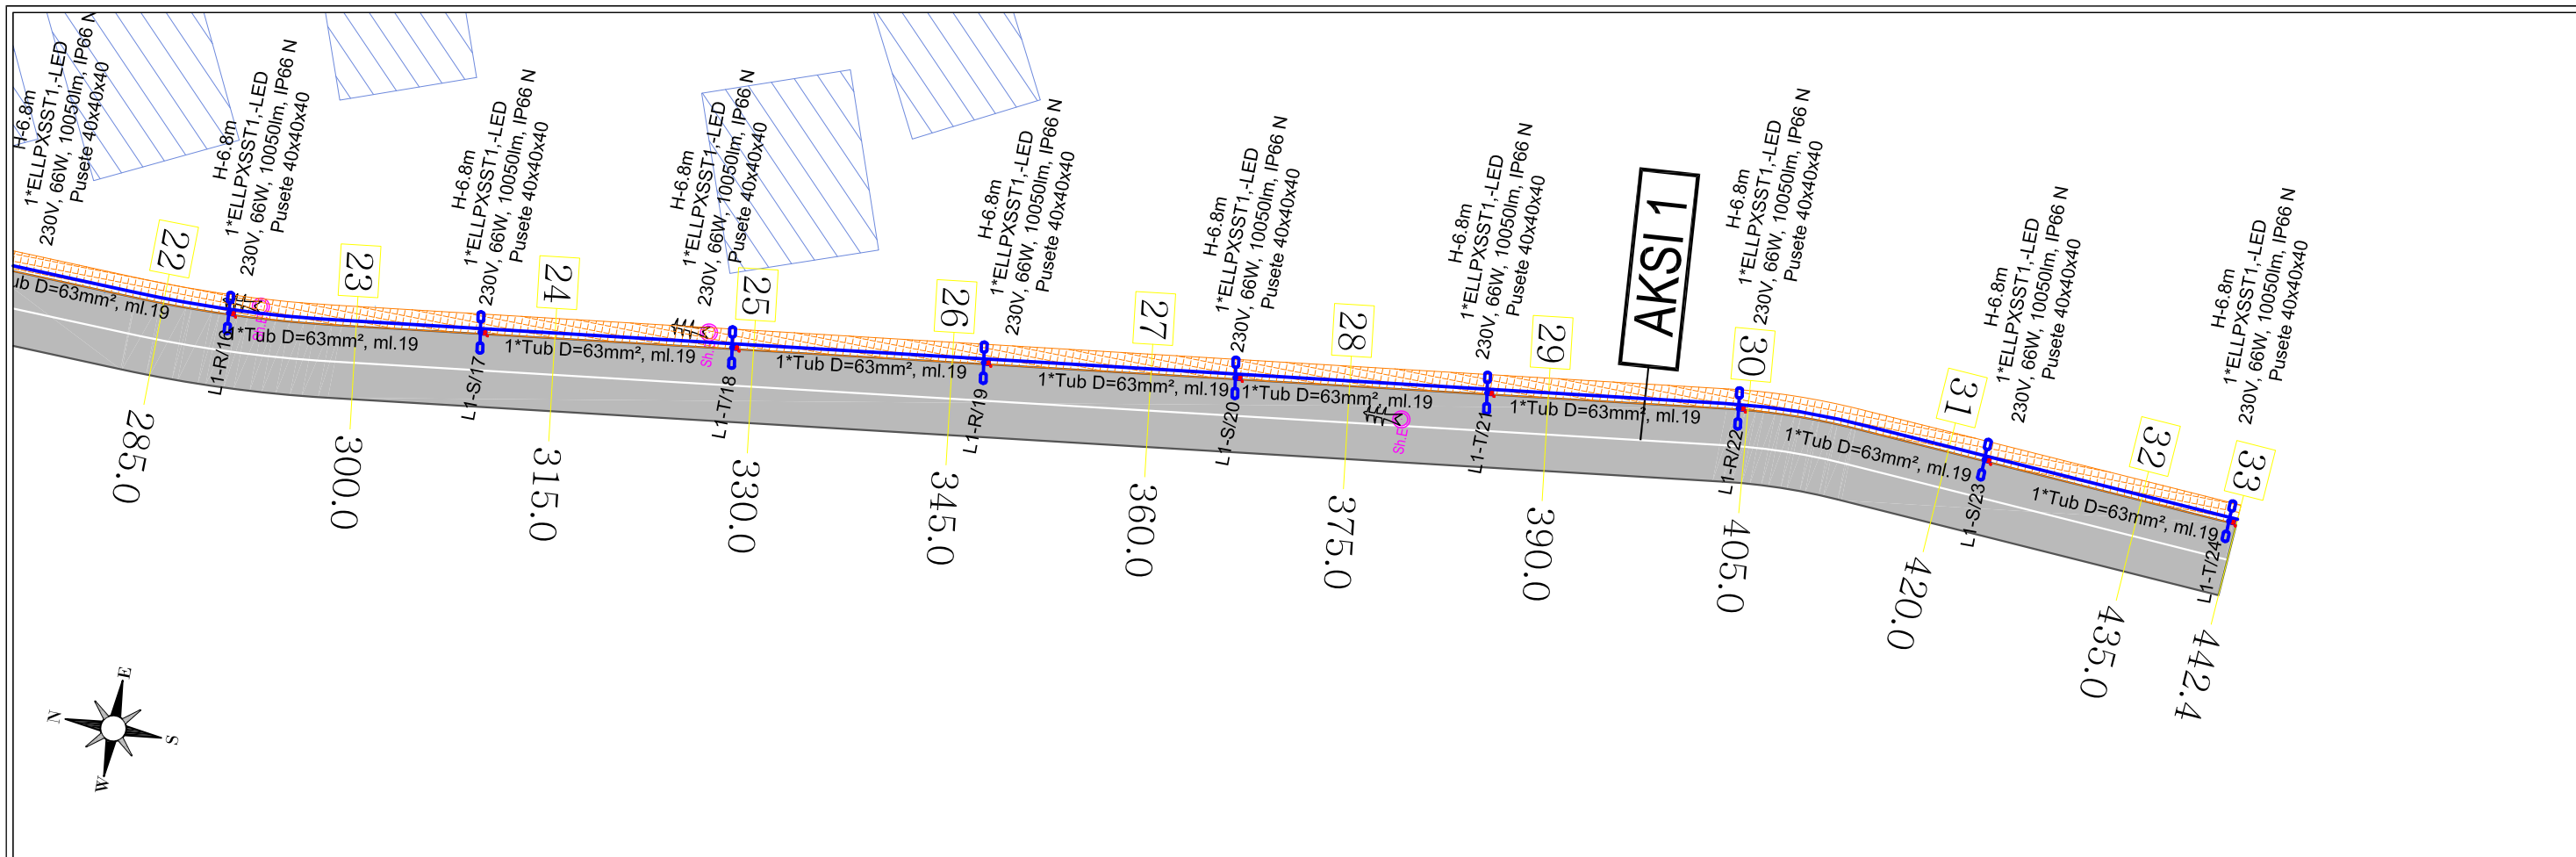 H-6.8m
1*ELLPXSST1,-LED
230V, 66W, 10050lm, IP66 N
Pusete 40x40x40
H-6.8m
1*ELLPXSST1,-LED
230V, 66W, 10050lm, IP66 N
Pusete 40x40x40
H-6.8m
1*ELLPXSST1,-LED
230V, 66W, 10050lm, IP66 N
Pusete 40x40x40
H-6.8m
1*ELLPXSST1,-LED
230V, 66W, 10050lm, IP66 N
Pusete 40x40x40
H-6.8m
1*ELLPXSST1,-LED
230V, 66W, 10050lm, IP66 N
Pusete 40x40x40
H-6.8m
1*ELLPXSST1,-LED
230V, 66W, 10050lm, IP66 N
Pusete 40x40x40
H-6.8m
1*ELLPXSST1,-LED
230V, 66W, 10050lm, IP66 N
Pusete 40x40x40
H-6.8m
1*ELLPXSST1,-LED
230V, 66W, 10050lm, IP66 N
Pusete 40x40x40
H-6.8m
1*ELLPXSST1,-LED
230V, 66W, 10050lm, IP66 N
Pusete 40x40x40
H-6.8m
1*ELLPXSST1,-LED
230V, 66W, 10050lm, IP66 N
Pusete 40x40x40
AKSI 1
22
23
24
25
26
27
28
29
30
31
32
33
ub D=63mm², ml.19
1*Tub D=63mm², ml.19
1*Tub D=63mm², ml.19
1*Tub D=63mm², ml.19
1*Tub D=63mm², ml.19
1*Tub D=63mm², ml.19
1*Tub D=63mm², ml.19
1*Tub D=63mm², ml.19
1*Tub D=63mm², ml.19
Sh.E
Sh.E
L1-R/16
L1-S/17
L1-T/18
L1-R/19
L1-S/20
L1-T/21
L1-R/22
L1-S/23
L1-T/24
285.0
300.0
315.0
330.0
345.0
360.0
375.0
390.0
405.0
420.0
435.0
442.4
E
N
S
W